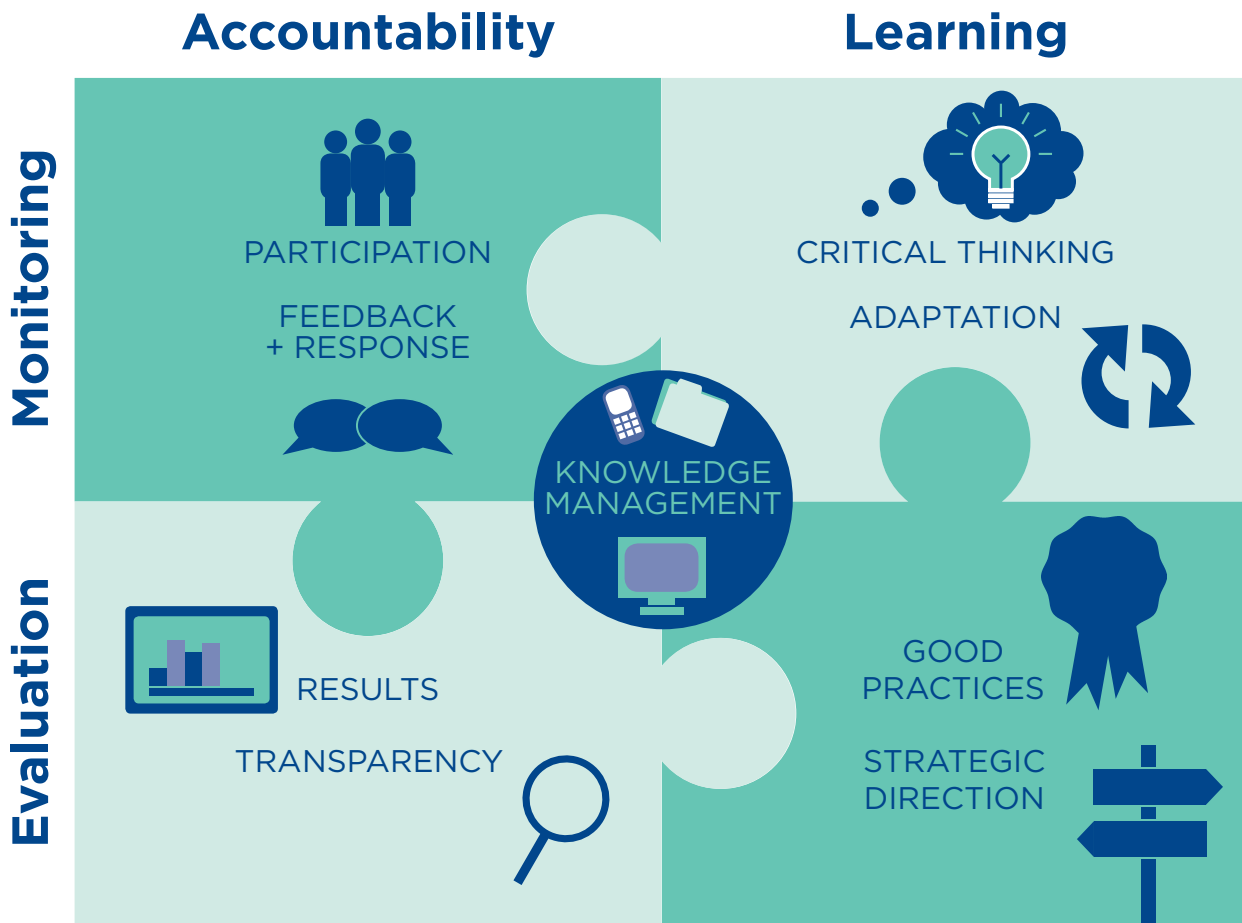 Accountability
Learning
Monitoring
PARTICIPATION
FEEDBACK
+ RESPONSE
CRITICAL THINKING
ADAPTATION
KNOWLEDGE
MANAGEMENT
Evaluation
RESULTS
TRANSPARENCY
GOOD
PRACTICES
STRATEGIC
DIRECTION